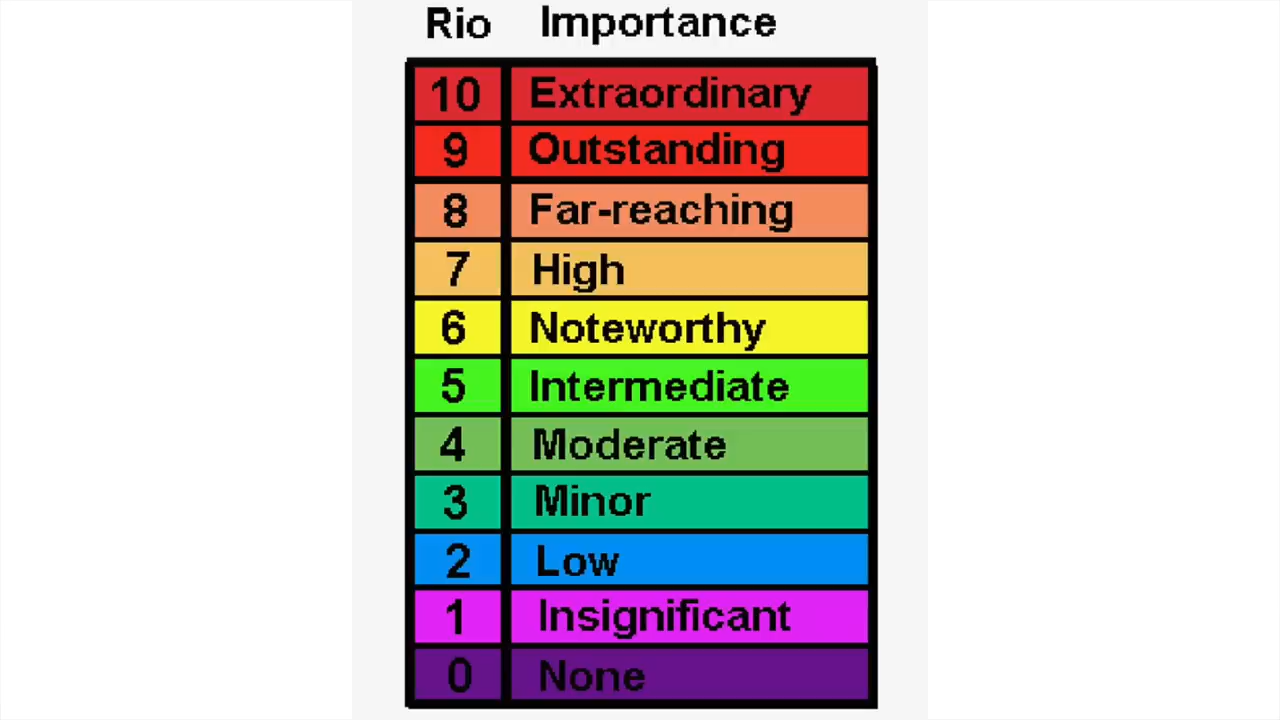 Rio Importance
10 Extraordinary
9 Outstanding
8 Far-reaching
7 High
6 Noteworthy
5 Intermediate
4 Moderate
3 Minor
2 Low
1 Insignificant
0 None